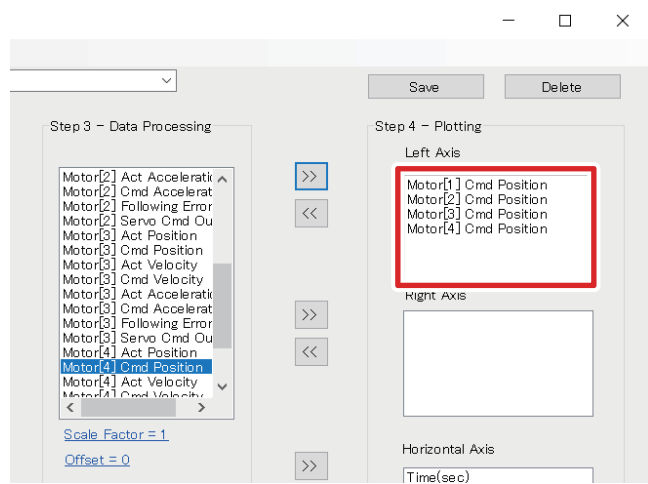 Save
Delete
Step 3 - Data Processing
Motor[2] Act Acceleratic
Motor[2] Cmd Accelerat
Motor[2] Following Error
Motor[2] Servo Cmd Ou
Motor[3] Act Position
Motor[3] Cmd Position
Motor[3] Act Velocity
Motor[3] Cmd Velocity
Motor[3] Act Acceleratic
Motor[3] Cmd Accelerat
Motor[3] Following Error
Motor[3] Servo Cmd Ou
Motor[4] Act Position
Motor[4] Cmd Position
Motor[4] Act Velocity
Motor[4] Cmd Velocity
Scale Factor = 1
Offset = 0
>>
<<
>>
<<
>>
Step 4 - Plotting
Left Axis
Motor[1] Cmd Position
Motor[2] Cmd Position
Motor[3] Cmd Position
Motor[4] Cmd Position
Right Axis
Horizontal Axis
Time(sec)